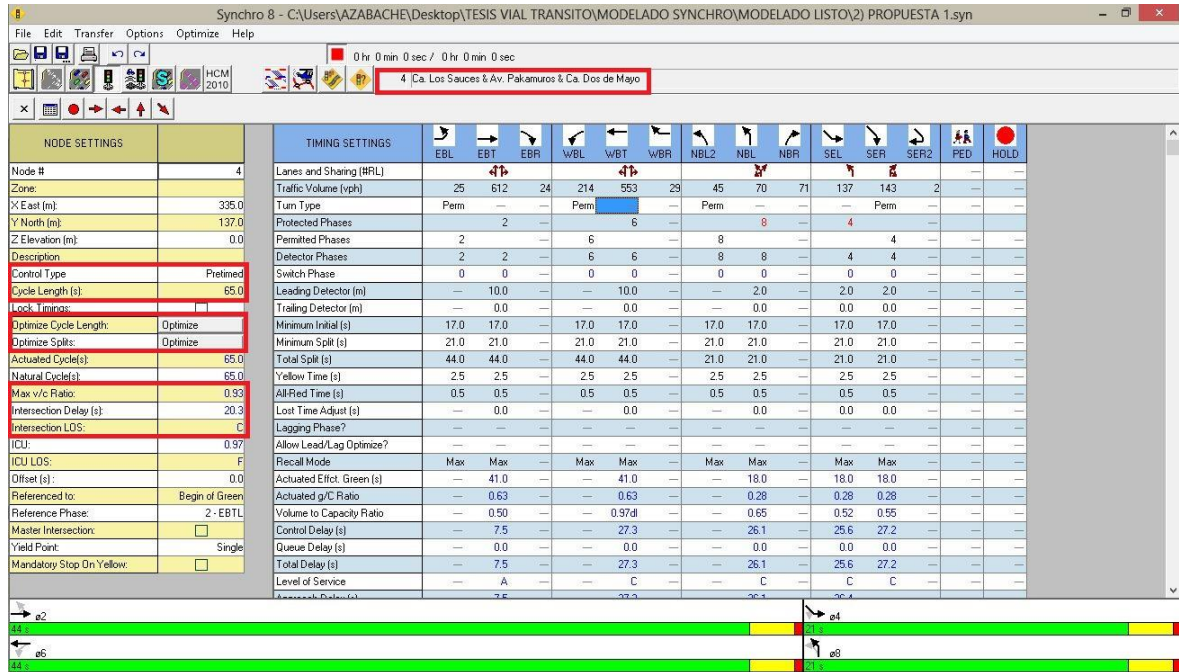 Synchro 8 - C:\Users\AZABACHE\Desktop\TESIS VIAL TRANSITO\MODELADO SYNCHRO\MODELADO LISTO\2) PROPUESTA 1.syn
File Edit Transfer Options Optimize Help
0 hr 0 min 0 sec / 0 hr 0 min 0 sec
HCM 2010
4 Ca. Los Sauces & Av. Pakamuros & Ca. Dos de Mayo
NODE SETTINGS
Node # 4
Zone:
X East (m): 335.0
Y North (m): 137.0
Z Elevation (m): 0.0
Description
Control Type Pretimed
Cycle Length (s): 65.0
Lock Timings:
Optimize Cycle Length: Optimize
Optimize Splits: Optimize
Actuated Cycle(s): 65.0
Natural Cycle(s): 65.0
Max v/c Ratio: 0.93
Intersection Delay (s): 20.3
Intersection LOS: C
ICU: 0.97
ICU LOS: F
Offset (s) : 0.0
Referenced to: Begin of Green
Reference Phase: 2 - EBTL
Master Intersection:
Yield Point: Single
Mandatory Stop On Yellow:
TIMING SETTINGS EBL EBT EBR WBL WBT WBR NBL2 NBL NBR SEL SER SER2 PED HOLD
Lanes and Sharing (#RL) — —
Traffic Volume (vph) 25 612 24 214 553 29 45 70 71 137 143 2 — —
Turn Type Perm — — Perm — Perm — — — Perm — — —
Protected Phases 2 — 6 — 8 — 4 — — —
Permitted Phases 2 — 6 — 8 — 4 — — —
Detector Phases 2 2 — 6 6 — 8 8 — 4 4 — — —
Switch Phase 0 0 — 0 0 — 0 0 — 0 0 — — —
Leading Detector (m) — 10.0 — — 10.0 — — 2.0 — 2.0 2.0 — — —
Trailing Detector (m) — 0.0 — — 0.0 — — 0.0 — 0.0 0.0 — — —
Minimum Initial (s) 17.0 17.0 — 17.0 17.0 — 17.0 17.0 — 17.0 17.0 — — —
Minimum Split (s) 21.0 21.0 — 21.0 21.0 — 21.0 21.0 — 21.0 21.0 — — —
Total Split (s) 44.0 44.0 — 44.0 44.0 — 21.0 21.0 — 21.0 21.0 — — —
Yellow Time (s) 2.5 2.5 — 2.5 2.5 — 2.5 2.5 — 2.5 2.5 — — —
All-Red Time (s) 0.5 0.5 — 0.5 0.5 — 0.5 0.5 — 0.5 0.5 — — —
Lost Time Adjust (s) — 0.0 — — 0.0 — — 0.0 — 0.0 0.0 — — —
Lagging Phase? — — — — — — — — — — — — — —
Allow Lead/Lag Optimize? — — — — — — — — — — — — — —
Recall Mode Max Max — Max Max — Max Max — Max Max — — —
Actuated Effct. Green (s) — 41.0 — — 41.0 — — 18.0 — 18.0 18.0 — — —
Actuated g/C Ratio — 0.63 — — 0.63 — — 0.28 — 0.28 0.28 — — —
Volume to Capacity Ratio — 0.50 — — 0.97dl — — 0.65 — 0.52 0.55 — — —
Control Delay (s) — 7.5 — — 27.3 — — 26.1 — 25.6 27.2 — — —
Queue Delay (s) — 0.0 — — 0.0 — — 0.0 — 0.0 0.0 — — —
Total Delay (s) — 7.5 — — 27.3 — — 26.1 — 25.6 27.2 — — —
Level of Service — A — — C — — C — C C — — —
Approach Delay (s) — 7.5 — — 27.3 — — 26.1 — 26.4 — — — —
ø2 ø4
44 s 21 s
ø6 ø8
44 s 21 s